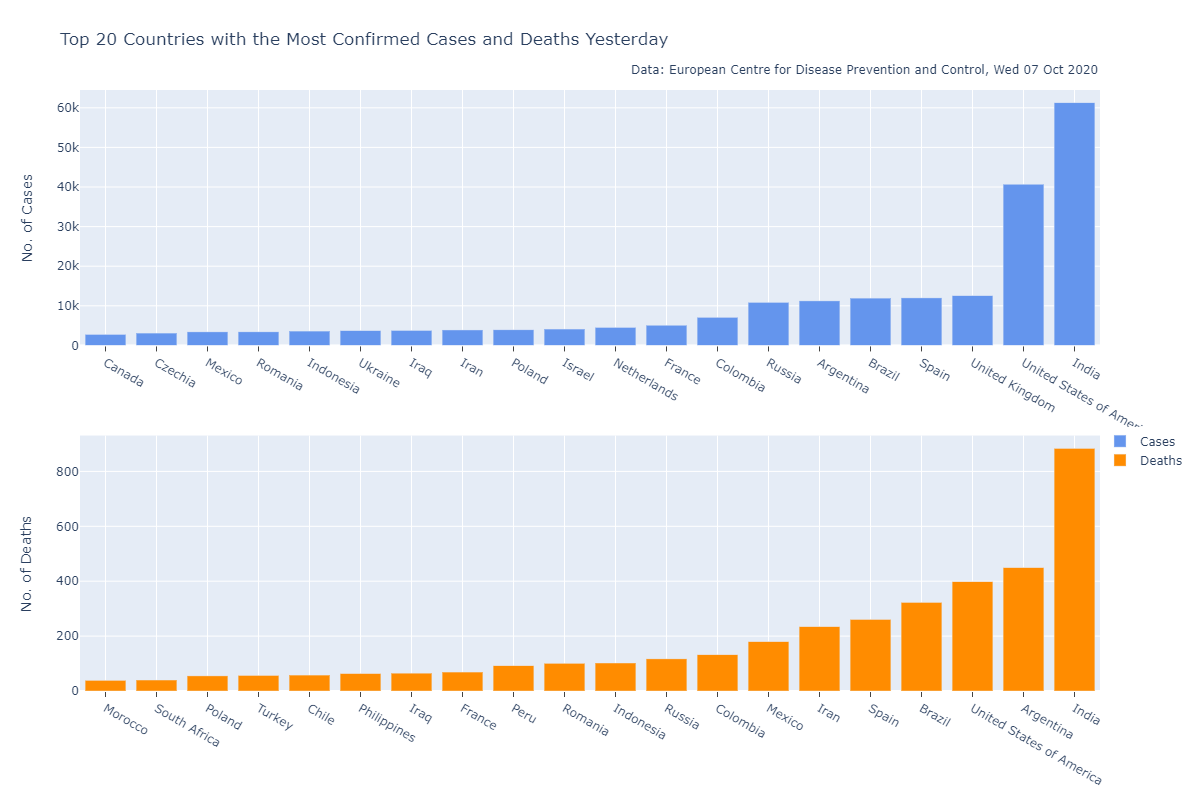 Top 20 Countries with the Most Confirmed Cases and Deaths Yesterday
Data: European Centre for Disease Prevention and Control, Wed 07 Oct 2020
No. of Cases
60k
50k
40k
30k
20k
10k
0
Canada
Czechia
Mexico
Romania
Indonesia
Ukraine
Iraq
Iran
Poland
Israel
Netherlands
France
Colombia
Russia
Argentina
Brazil
Spain
United Kingdom
United States of Ameri
India
Cases
Deaths
No. of Deaths
800
600
400
200
0
Morocco
South Africa
Poland
Turkey
Chile
Philippines
Iraq
France
Peru
Romania
Indonesia
Russia
Colombia
Mexico
Iran
Spain
Brazil
United States of America
Argentina
India